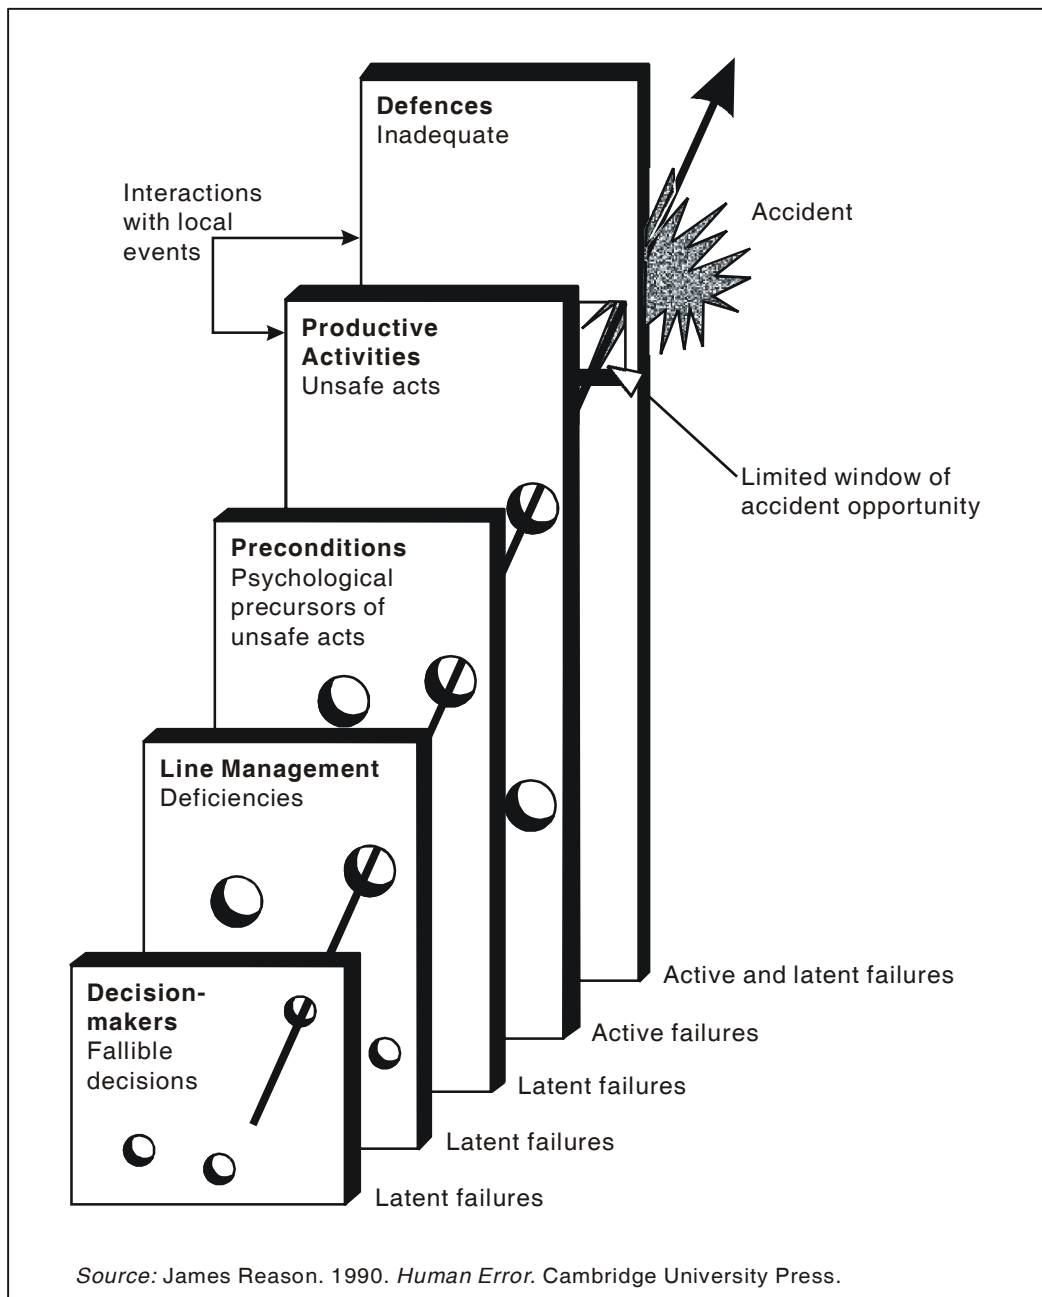 Defences
Inadequate
Interactions
with local
events
Accident
Productive
Activities
Unsafe acts
Limited window of
accident opportunity
Preconditions
Psychological
precursors of
unsafe acts
Line Management
Deficiencies
Decision-
makers
Fallible
decisions
Active and latent failures
Active failures
Latent failures
Latent failures
Latent failures
Source: James Reason. 1990. Human Error. Cambridge University Press.